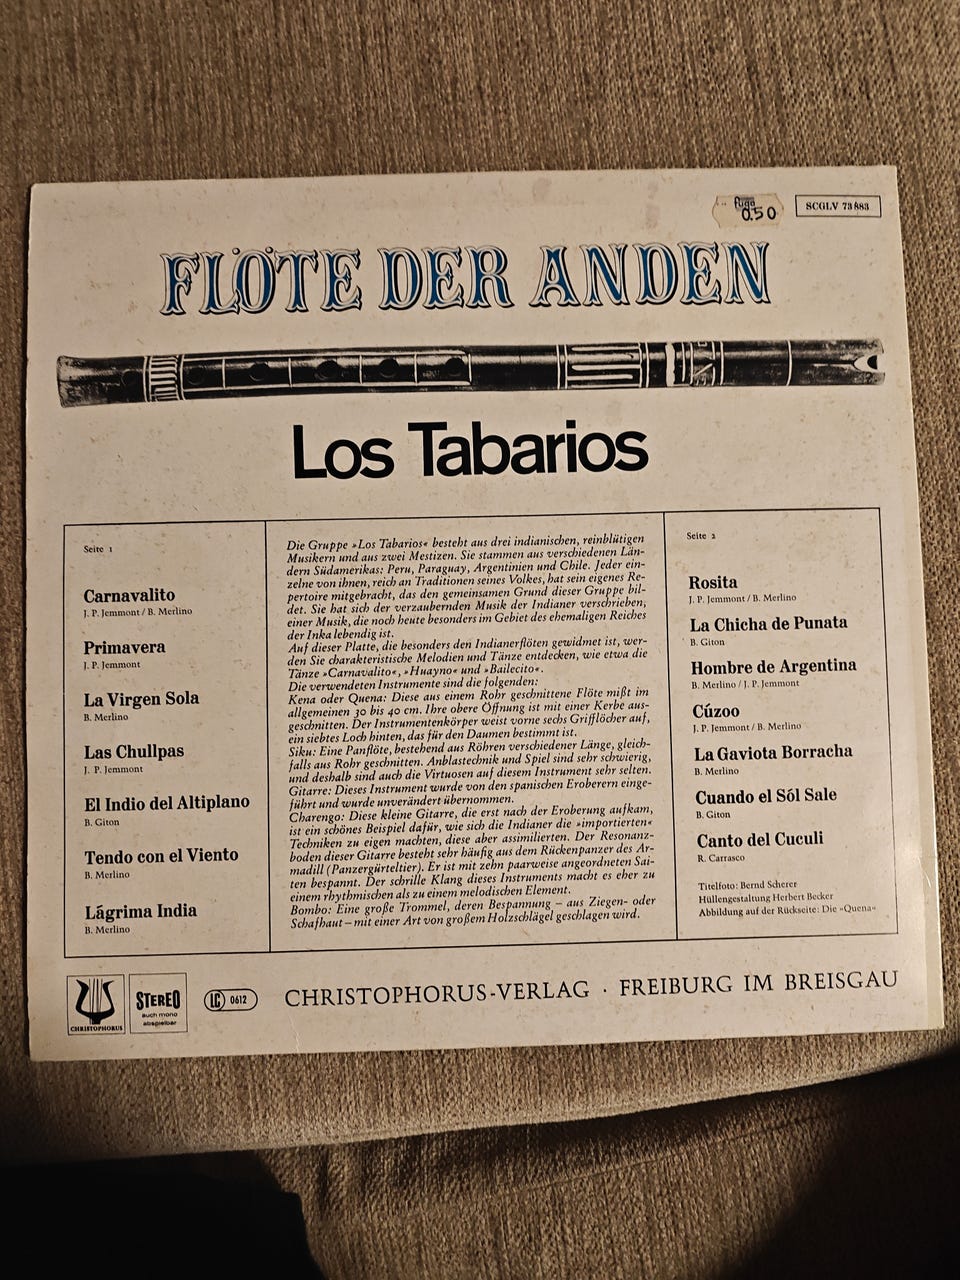 Puga
0.50
SCGLV 73 883
FLÖTE DER ANDEN
Los Tabarios
Seite 1
Carnavalito
J. P. Jemmont / B. Merlino
Primavera
J. P. Jemmont
La Virgen Sola
B. Merlino
Las Chullpas
J. P. Jemmont
El Indio del Altiplano
B. Giton
Tendo con el Viento
B. Merlino
Lágrima India
B. Merlino
Die Gruppe »Los Tabarios« besteht aus drei indianischen, reinblütigen
Musikern und aus zwei Mestizen. Sie stammen aus verschiedenen Län-
dern Südamerikas: Peru, Paraguay, Argentinien und Chile. Jeder ein-
zelne von ihnen, reich an Traditionen seines Volkes, hat sein eigenes Re-
pertoire mitgebracht, das den gemeinsamen Grund dieser Gruppe bil-
det. Sie hat sich der verzaubernden Musik der Indianer verschrieben,
einer Musik, die noch heute besonders im Gebiet des ehemaligen Reiches
der Inka lebendig ist.
Auf dieser Platte, die besonders den Indianerflöten gewidmet ist, wer-
den Sie charakteristische Melodien und Tänze entdecken, wie etwa die
Tänze »Carnavalito«, »Huayno« und »Bailecito«.
Die verwendeten Instrumente sind die folgenden:
Kena oder Quena: Diese aus einem Rohr geschnittene Flöte mißt im
allgemeinen 30 bis 40 cm. Ihre obere Öffnung ist mit einer Kerbe aus-
geschnitten. Der Instrumentenkörper weist vorne sechs Grifflöcher auf,
ein siebtes Loch hinten, das für den Daumen bestimmt ist.
Siku: Eine Panflöte, bestehend aus Röhren verschiedener Länge, gleich-
falls aus Rohr geschnitten. Anblastechnik und Spiel sind sehr schwierig,
und deshalb sind auch die Virtuosen auf diesem Instrument sehr selten.
Gitarre: Dieses Instrument wurde von den spanischen Eroberern einge-
führt und wurde unverändert übernommen.
Charengo: Diese kleine Gitarre, die erst nach der Eroberung aufkam,
ist ein schönes Beispiel dafür, wie sich die Indianer die »importierten«
Techniken zu eigen machten, diese aber assimilierten. Der Resonanz-
boden dieser Gitarre besteht sehr häufig aus dem Rückenpanzer des Ar-
madill (Panzergürteltier). Er ist mit zehn paarweise angeordneten Sai-
ten bespannt. Der schrille Klang dieses Instruments macht es eher zu
einem rhythmischen als zu einem melodischen Element.
Bombo: Eine große Trommel, deren Bespannung – aus Ziegen- oder
Schafhaut – mit einer Art von großem Holzschlägel geschlagen wird.
Seite 2
Rosita
J. P. Jemmont / B. Merlino
La Chicha de Punata
B. Giton
Hombre de Argentina
B. Merlino / J. P. Jemmont
Cúzoo
J. P. Jemmont / B. Merlino
La Gaviota Borracha
B. Merlino
Cuando el Sól Sale
B. Giton
Canto del Cuculi
R. Carrasco
Titelfoto: Bernd Scherer
Hüllengestaltung Herbert Becker
Abbildung auf der Rückseite: Die »Quena«
CHRISTOPHORUS
STEREO
auch mono
abspielbar
LC 0612
CHRISTOPHORUS-VERLAG · FREIBURG IM BREISGAU